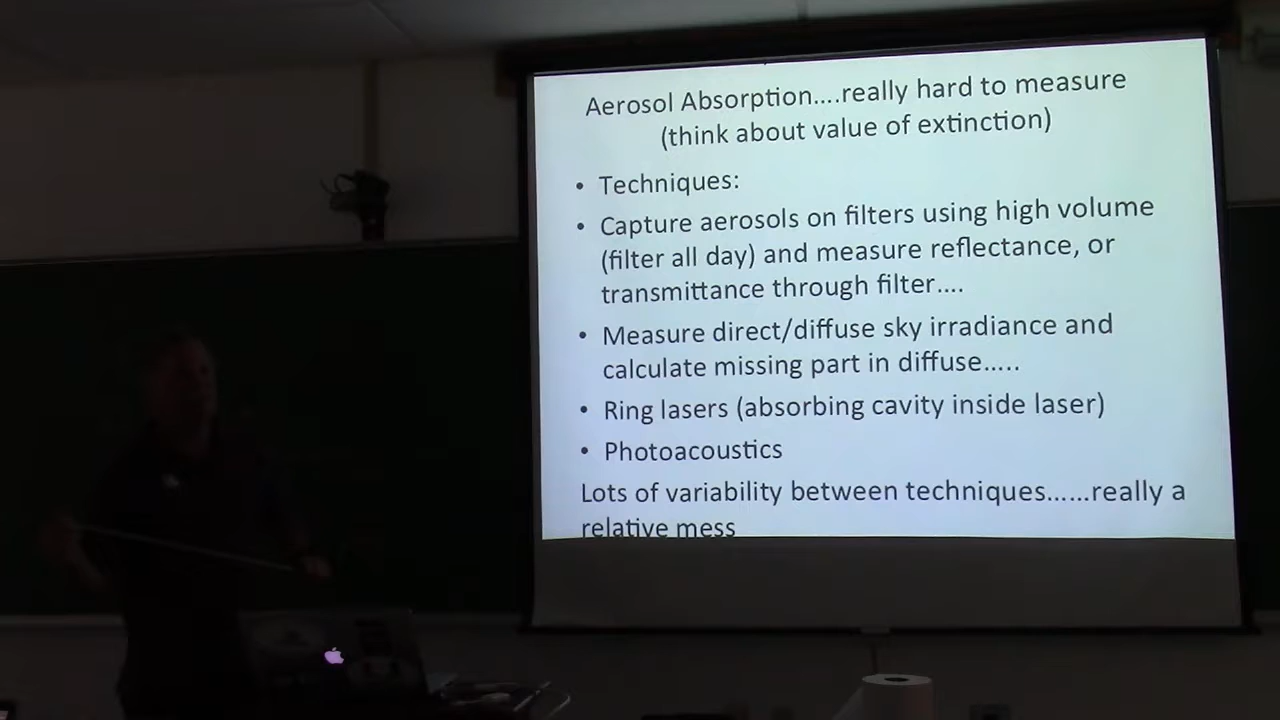 Aerosol Absorption....really hard to measure
(think about value of extinction)
• Techniques:
• Capture aerosols on filters using high volume
(filter all day) and measure reflectance, or
transmittance through filter....
• Measure direct/diffuse sky irradiance and
calculate missing part in diffuse.....
• Ring lasers (absorbing cavity inside laser)
• Photoacoustics
Lots of variability between techniques......really a
relative mess